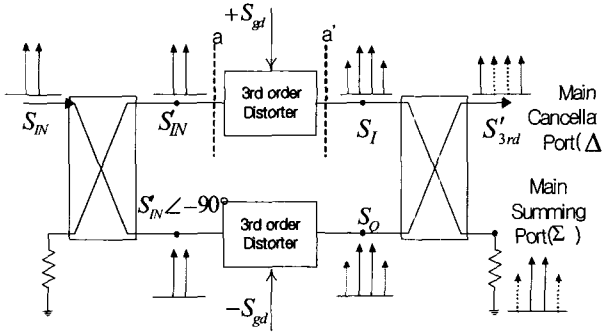 +S_gd
a
a'
3rd order
Distorter
S_IN
S'_IN
S_I
S'_3rd
Main
Cancella
Port(Δ
S'_IN∠−90°
S_Q
3rd order
Distorter
Main
Summing
Port(Σ)
−S_gd